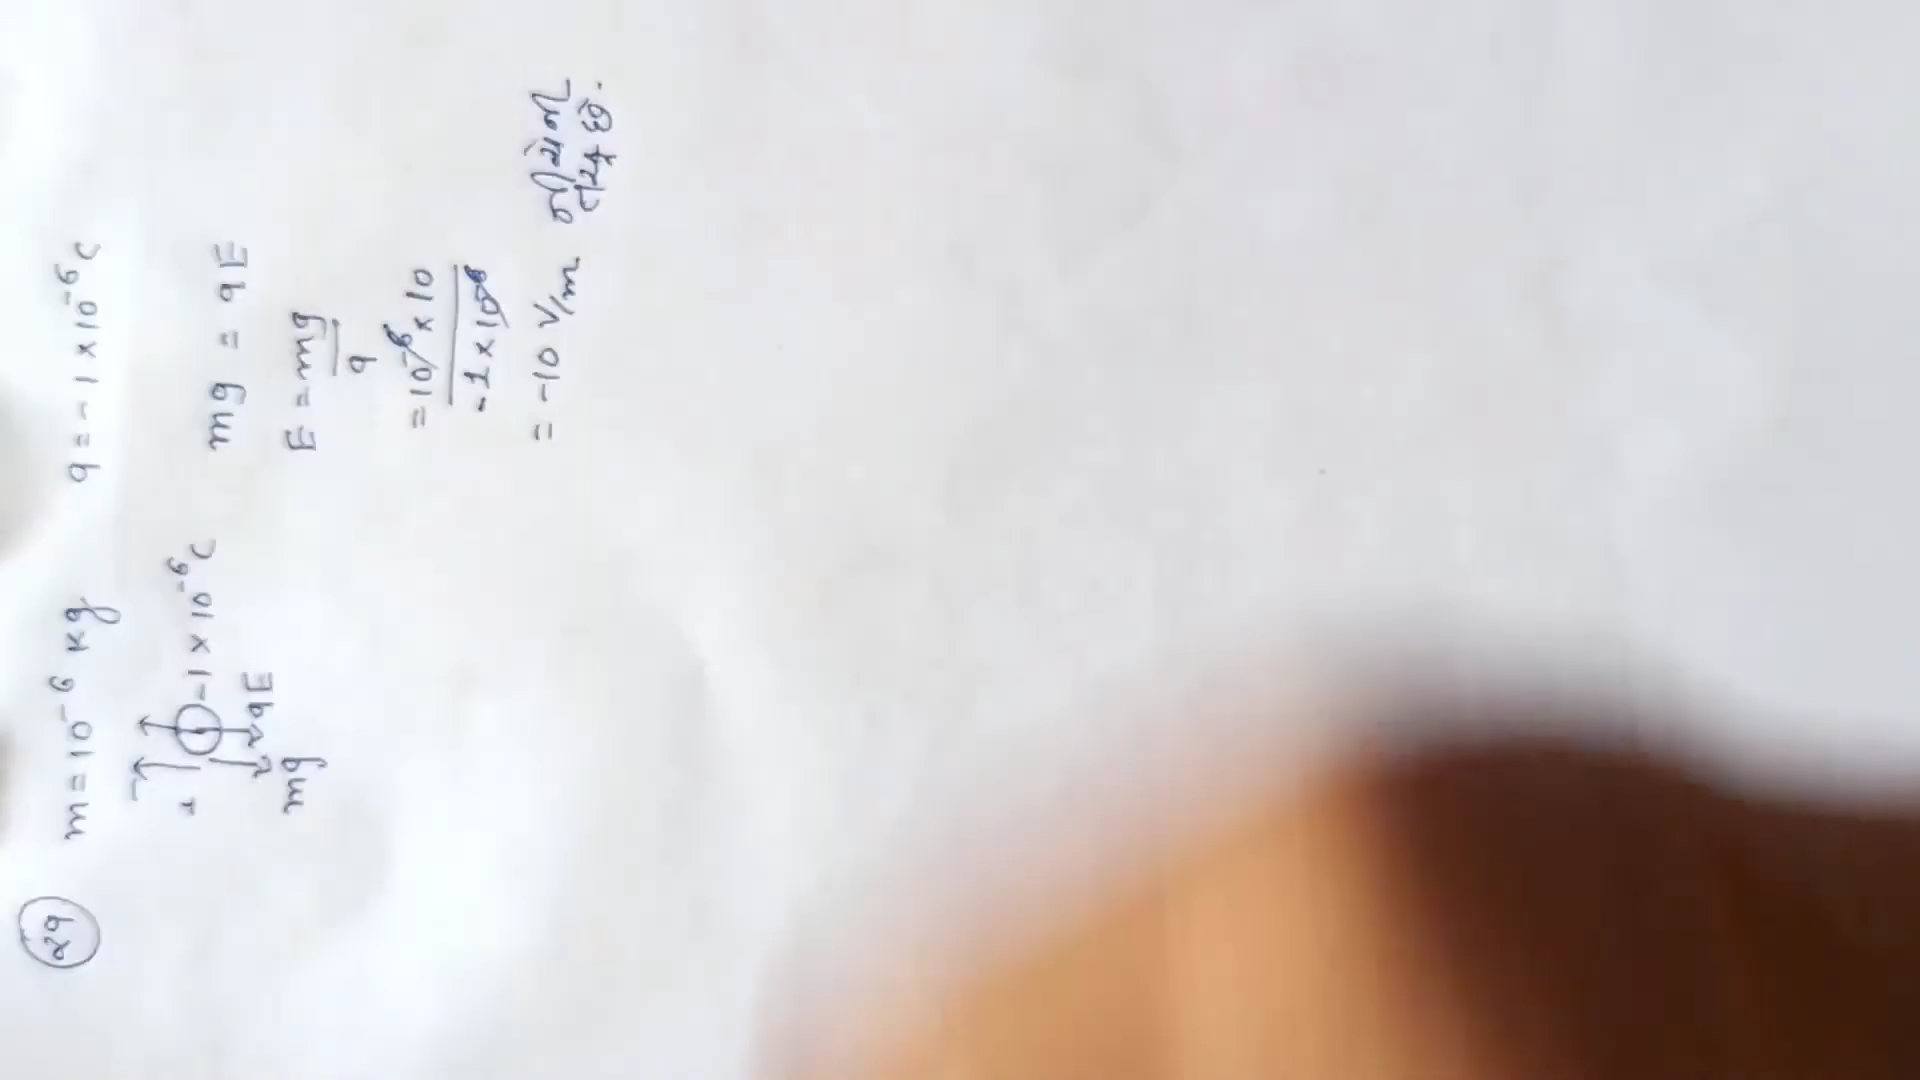 29
m = 10⁻⁶ kg q = - 1 × 10⁻⁶ C
-1 × 10⁻⁶ C
qE
mg
mg = qE
E = mg/q
= 10⁻⁶ × 10 / -1 × 10⁻⁶
= -10 V/m